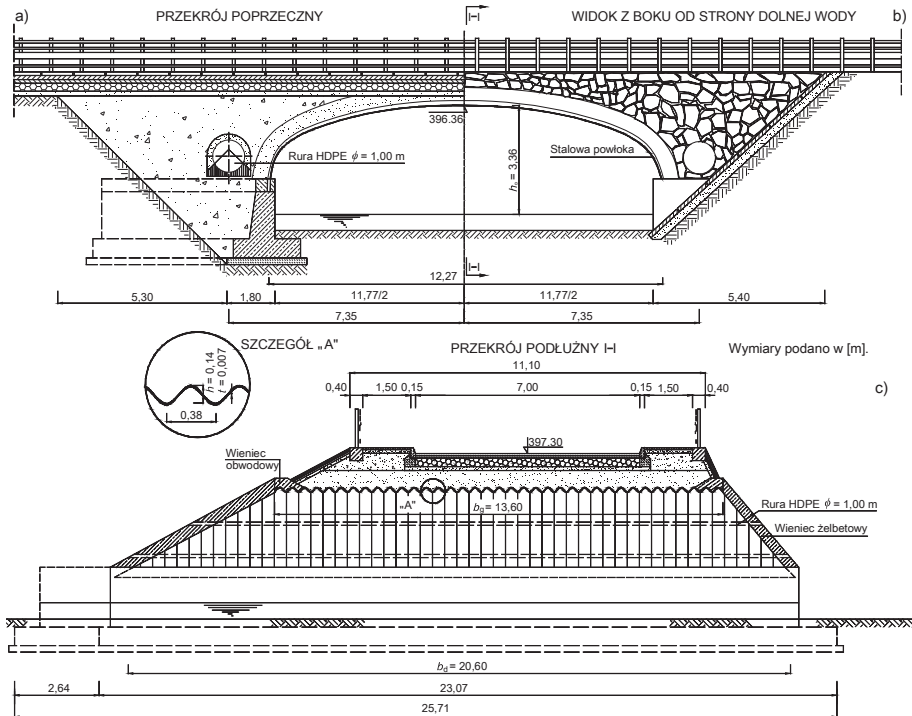 a)
PRZEKRÓJ POPRZECZNY
I–I
WIDOK Z BOKU OD STRONY DOLNEJ WODY
b)
396.36
Rura HDPE ϕ = 1,00 m
Stalowa powłoka
= 3,36
I–I
12,27
5,30
1,80
11,77/2
11,77/2
5,40
7,35
7,35
SZCZEGÓŁ „A"
h = 0,14
t = 0,007
0,38
PRZEKRÓJ PODŁUŻNY I-I
Wymiary podano w [m].
11,10
c)
0,40
1,50
0,15
7,00
0,15
1,50
0,40
397.30
Wieniec
obwodowy
„A"
bg = 13,60
Rura HDPE ϕ = 1,00 m
Wieniec żelbetowy
bd = 20,60
2,64
23,07
25,71